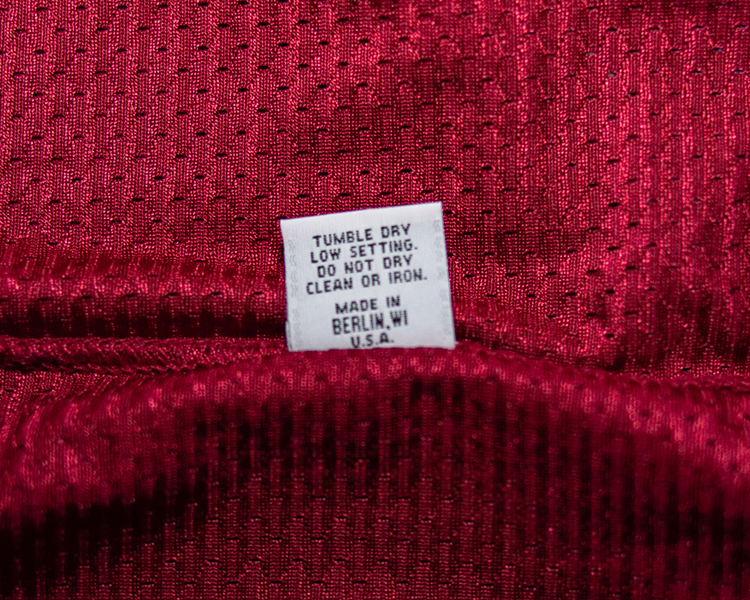 TUMBLE DRY
LOW SETTING.
DO NOT DRY
CLEAN OR IRON.
MADE IN
BERLIN, WI
U.S.A.